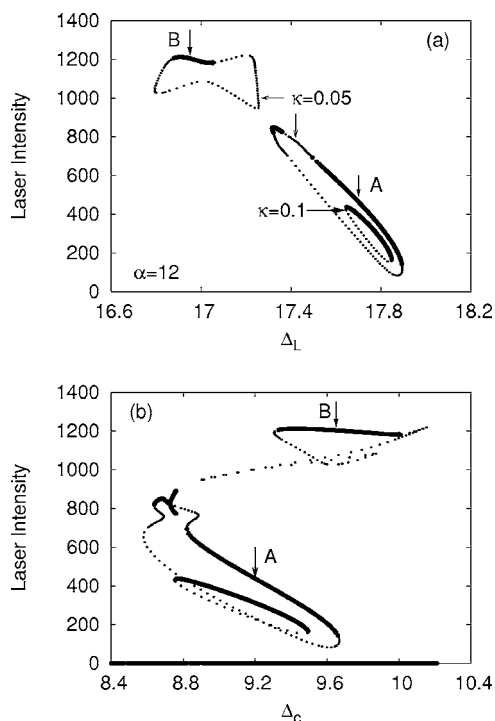 1400
(a)
B
1200
1000
κ=0.05
800
Laser Intensity
600
A
400
κ=0.1
200
α=12
0
16.6 17 17.4 17.8 18.2
Δ_L
1400
(b)
B
1200
1000
800
Laser Intensity
600
A
400
200
0
8.4 8.8 9.2 9.6 10 10.4
Δ_c